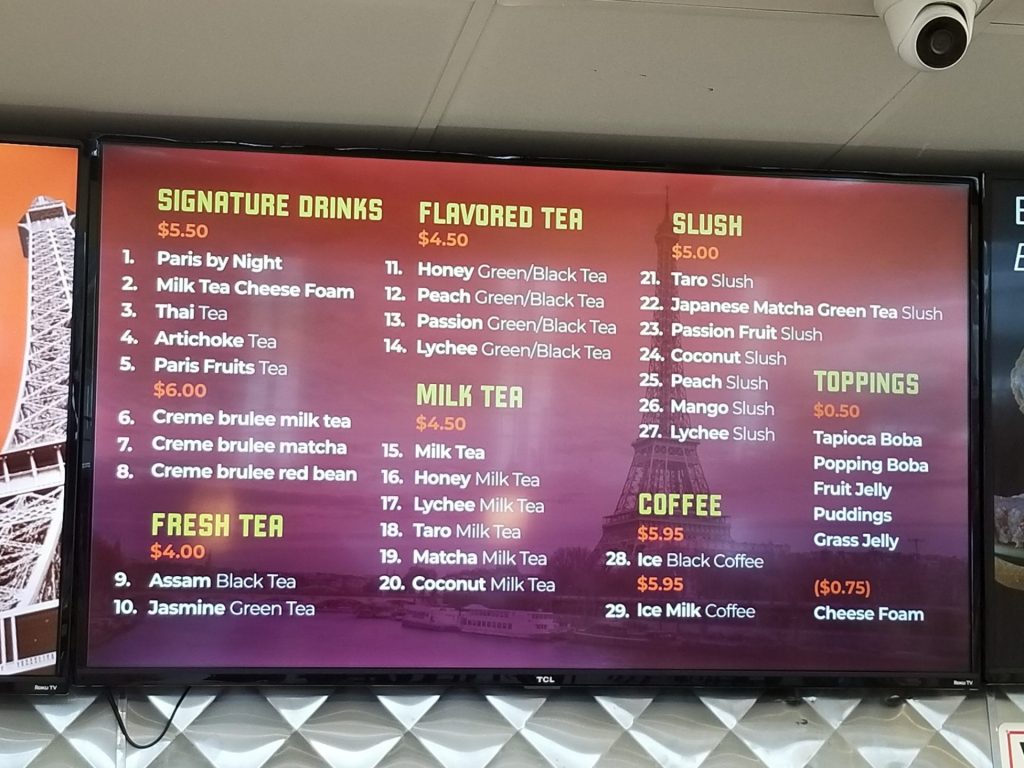 SIGNATURE DRINKS
$5.50
1. Paris by Night
2. Milk Tea Cheese Foam
3. Thai Tea
4. Artichoke Tea
5. Paris Fruits Tea
$6.00
6. Creme brulee milk tea
7. Creme brulee matcha
8. Creme brulee red bean
FRESH TEA
$4.00
9. Assam Black Tea
10. Jasmine Green Tea
FLAVORED TEA
$4.50
11. Honey Green/Black Tea
12. Peach Green/Black Tea
13. Passion Green/Black Tea
14. Lychee Green/Black Tea
MILK TEA
$4.50
15. Milk Tea
16. Honey Milk Tea
17. Lychee Milk Tea
18. Taro Milk Tea
19. Matcha Milk Tea
20. Coconut Milk Tea
SLUSH
$5.00
21. Taro Slush
22. Japanese Matcha Green Tea Slush
23. Passion Fruit Slush
24. Coconut Slush
25. Peach Slush
26. Mango Slush
27. Lychee Slush
COFFEE
$5.95
28. Ice Black Coffee
$5.95
29. Ice Milk Coffee
TOPPINGS
$0.50
Tapioca Boba
Popping Boba
Fruit Jelly
Puddings
Grass Jelly
($0.75)
Cheese Foam
Roku TV
TCL
Roku TV